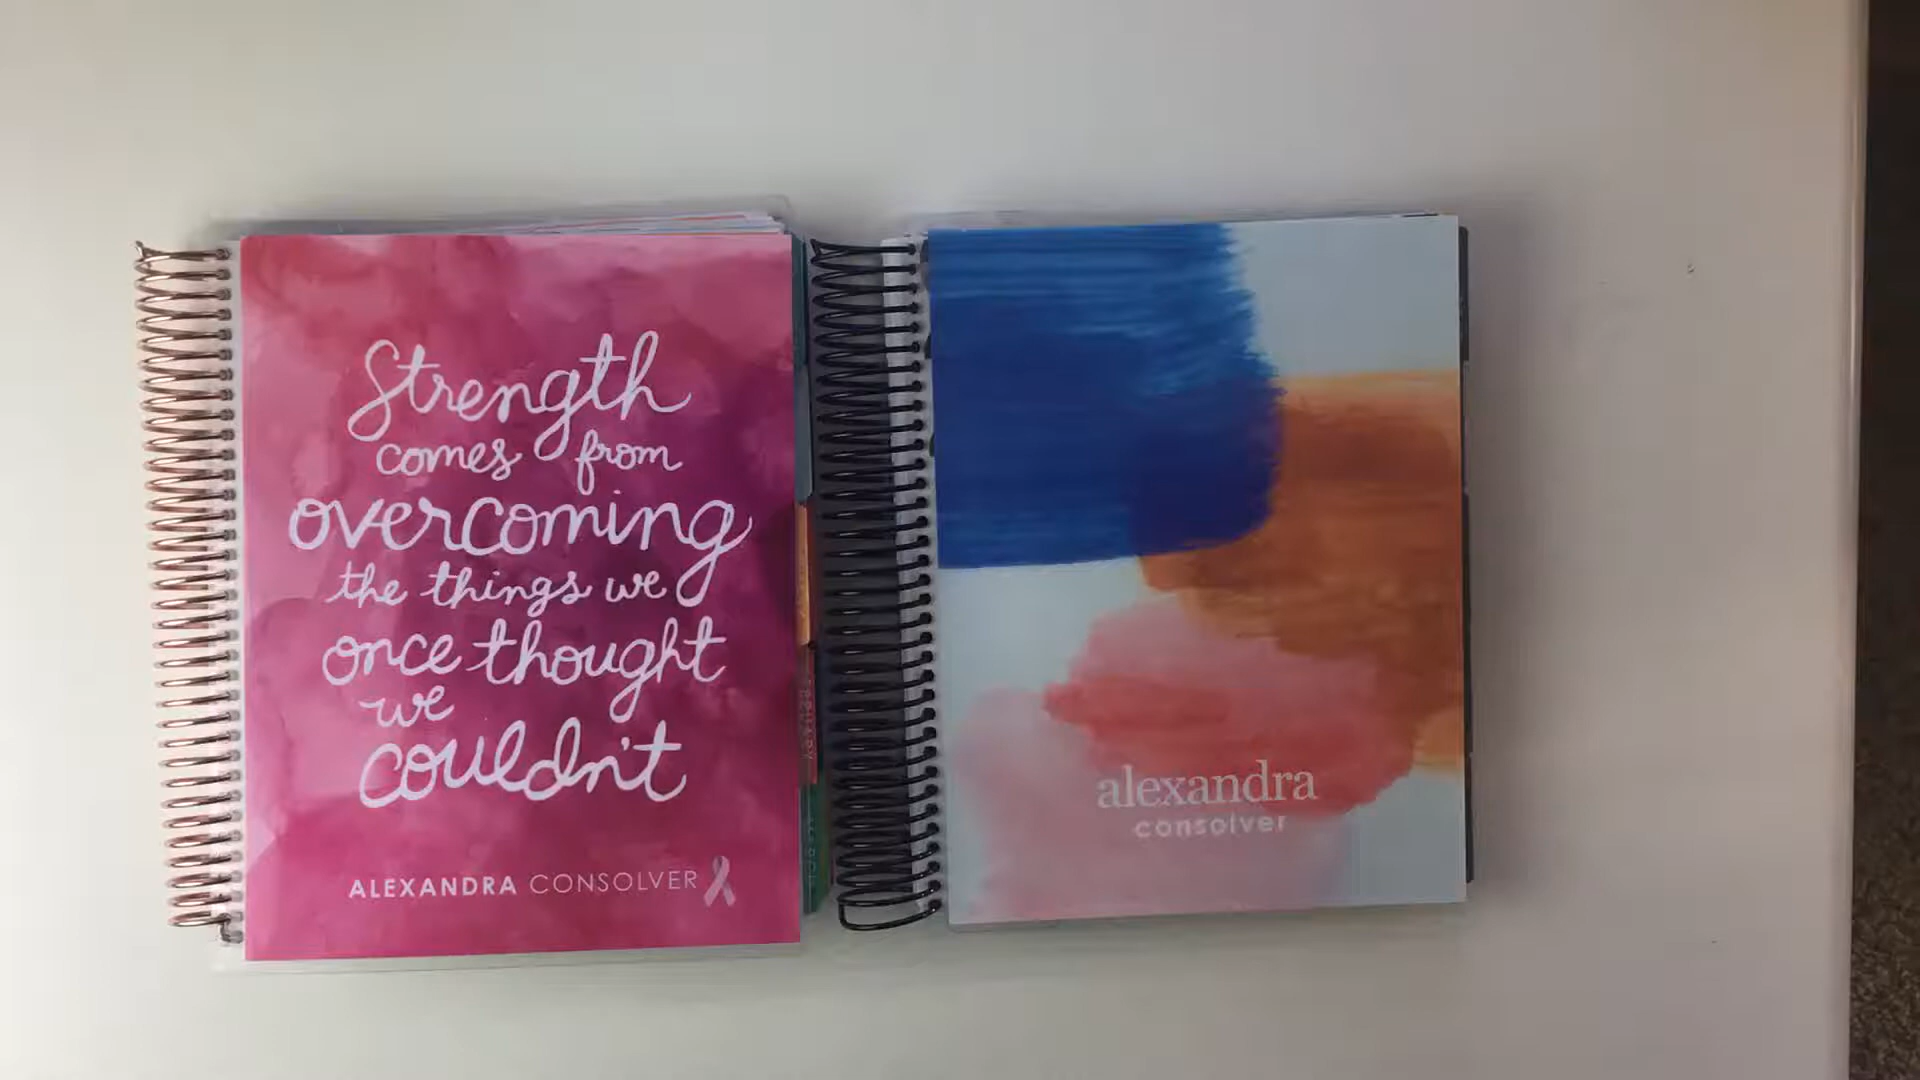 Strength
comes from
overcoming
the things we
once thought
we
couldn't
ALEXANDRA CONSOLVER
alexandra
consolver